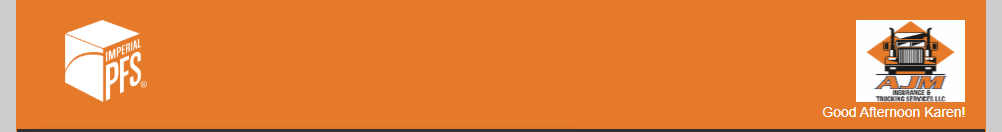 IMPERIAL
PFS®
AJM
INSURANCE &
TRUCKING SERVICES LLC
Good Afternoon Karen!